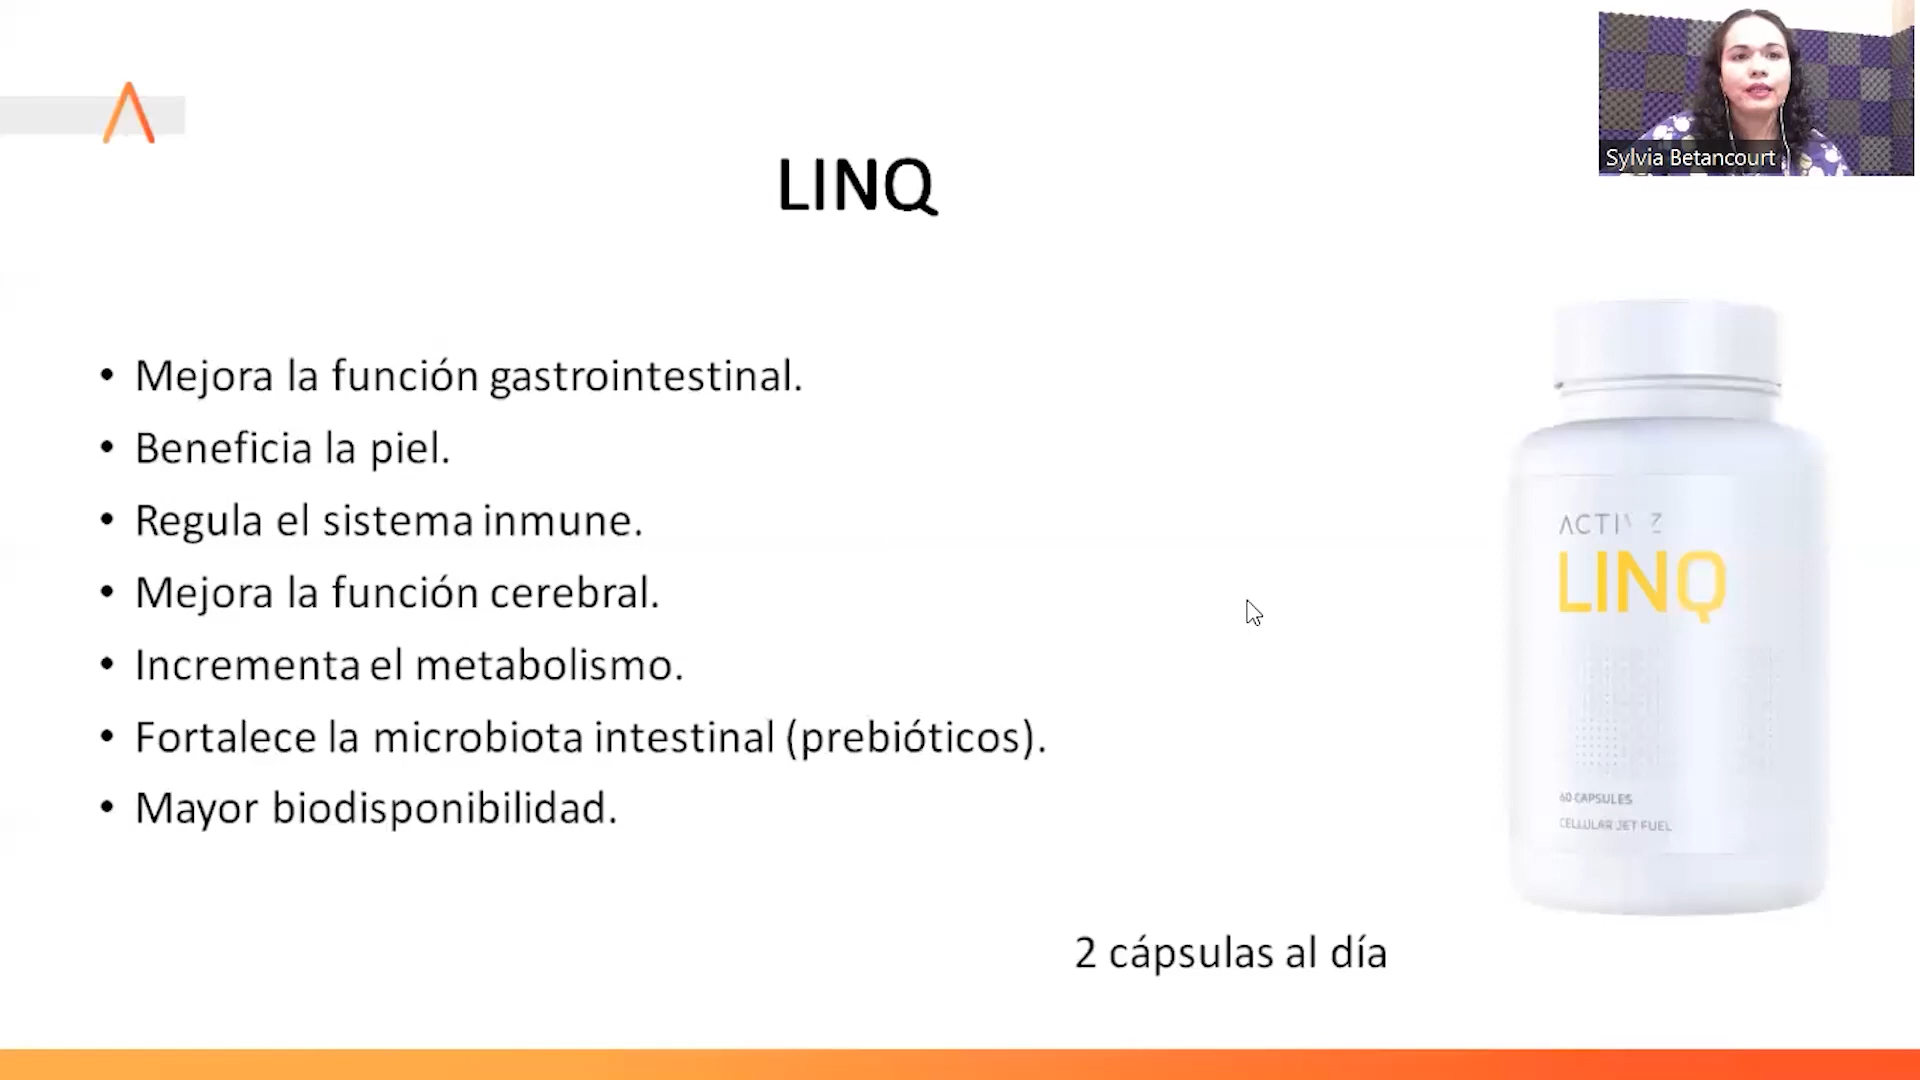 Sylvia Betancourt
LINQ
• Mejora la función gastrointestinal.
• Beneficia la piel.
• Regula el sistema inmune.
• Mejora la función cerebral.
• Incrementa el metabolismo.
• Fortalece la microbiota intestinal (prebióticos).
• Mayor biodisponibilidad.
ACTIVZ
LINQ
60 CAPSULES
CELLULAR JET FUEL
2 cápsulas al día